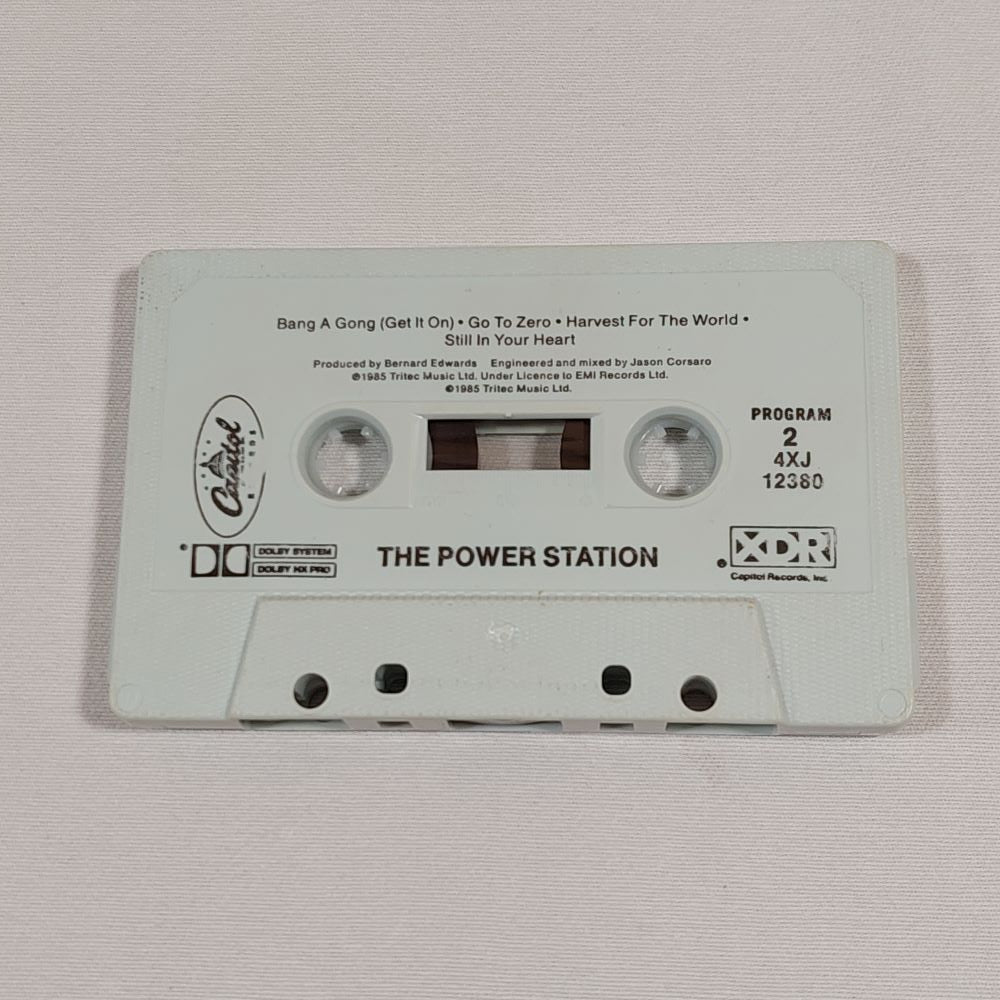 Bang A Gong (Get It On) • Go To Zero • Harvest For The World •
Still In Your Heart
Produced by Bernard Edwards Engineered and mixed by Jason Corsaro
℗1985 Tritec Music Ltd. Under Licence to EMI Records Ltd.
©1985 Tritec Music Ltd.
Capitol
PROGRAM
2
4XJ
12380
DOLBY SYSTEM
DOLBY HX PRO
THE POWER STATION
XDR
Capitol Records, Inc.